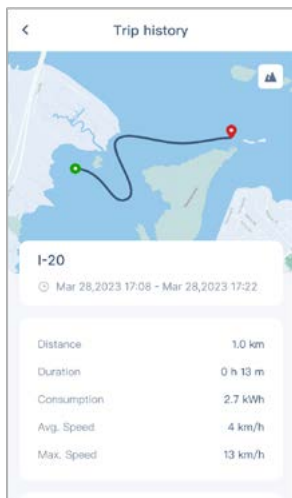 Trip history
I-20
Mar 28,2023 17:08 - Mar 28,2023 17:22
Distance 1.0 km
Duration 0 h 13 m
Consumption 2.7 kWh
Avg. Speed 4 km/h
Max. Speed 13 km/h